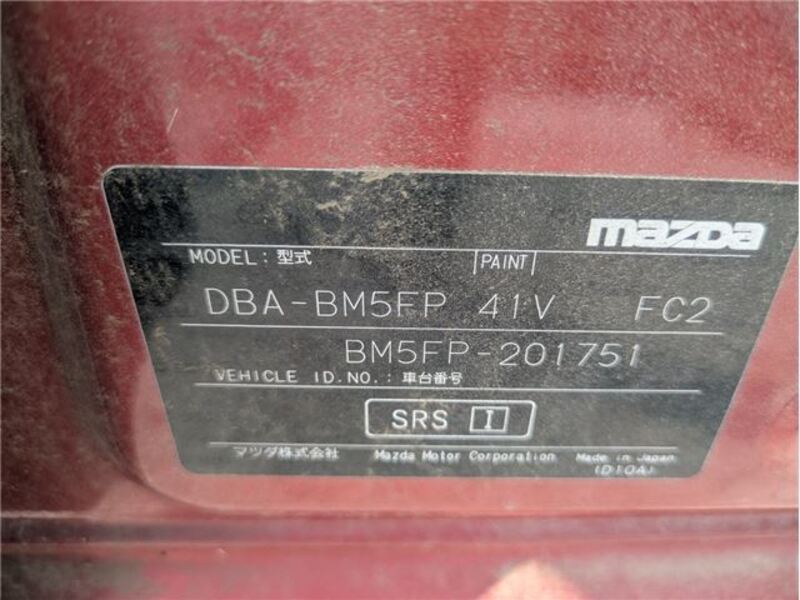 mazda
MODEL: 型式 PAINT
DBA-BM5FP 41V FC2
BM5FP-201751
VEHICLE ID.NO.: 車台番号
SRS I
マツダ株式会社 Mazda Motor Corporation Made in Japan
(D10A)